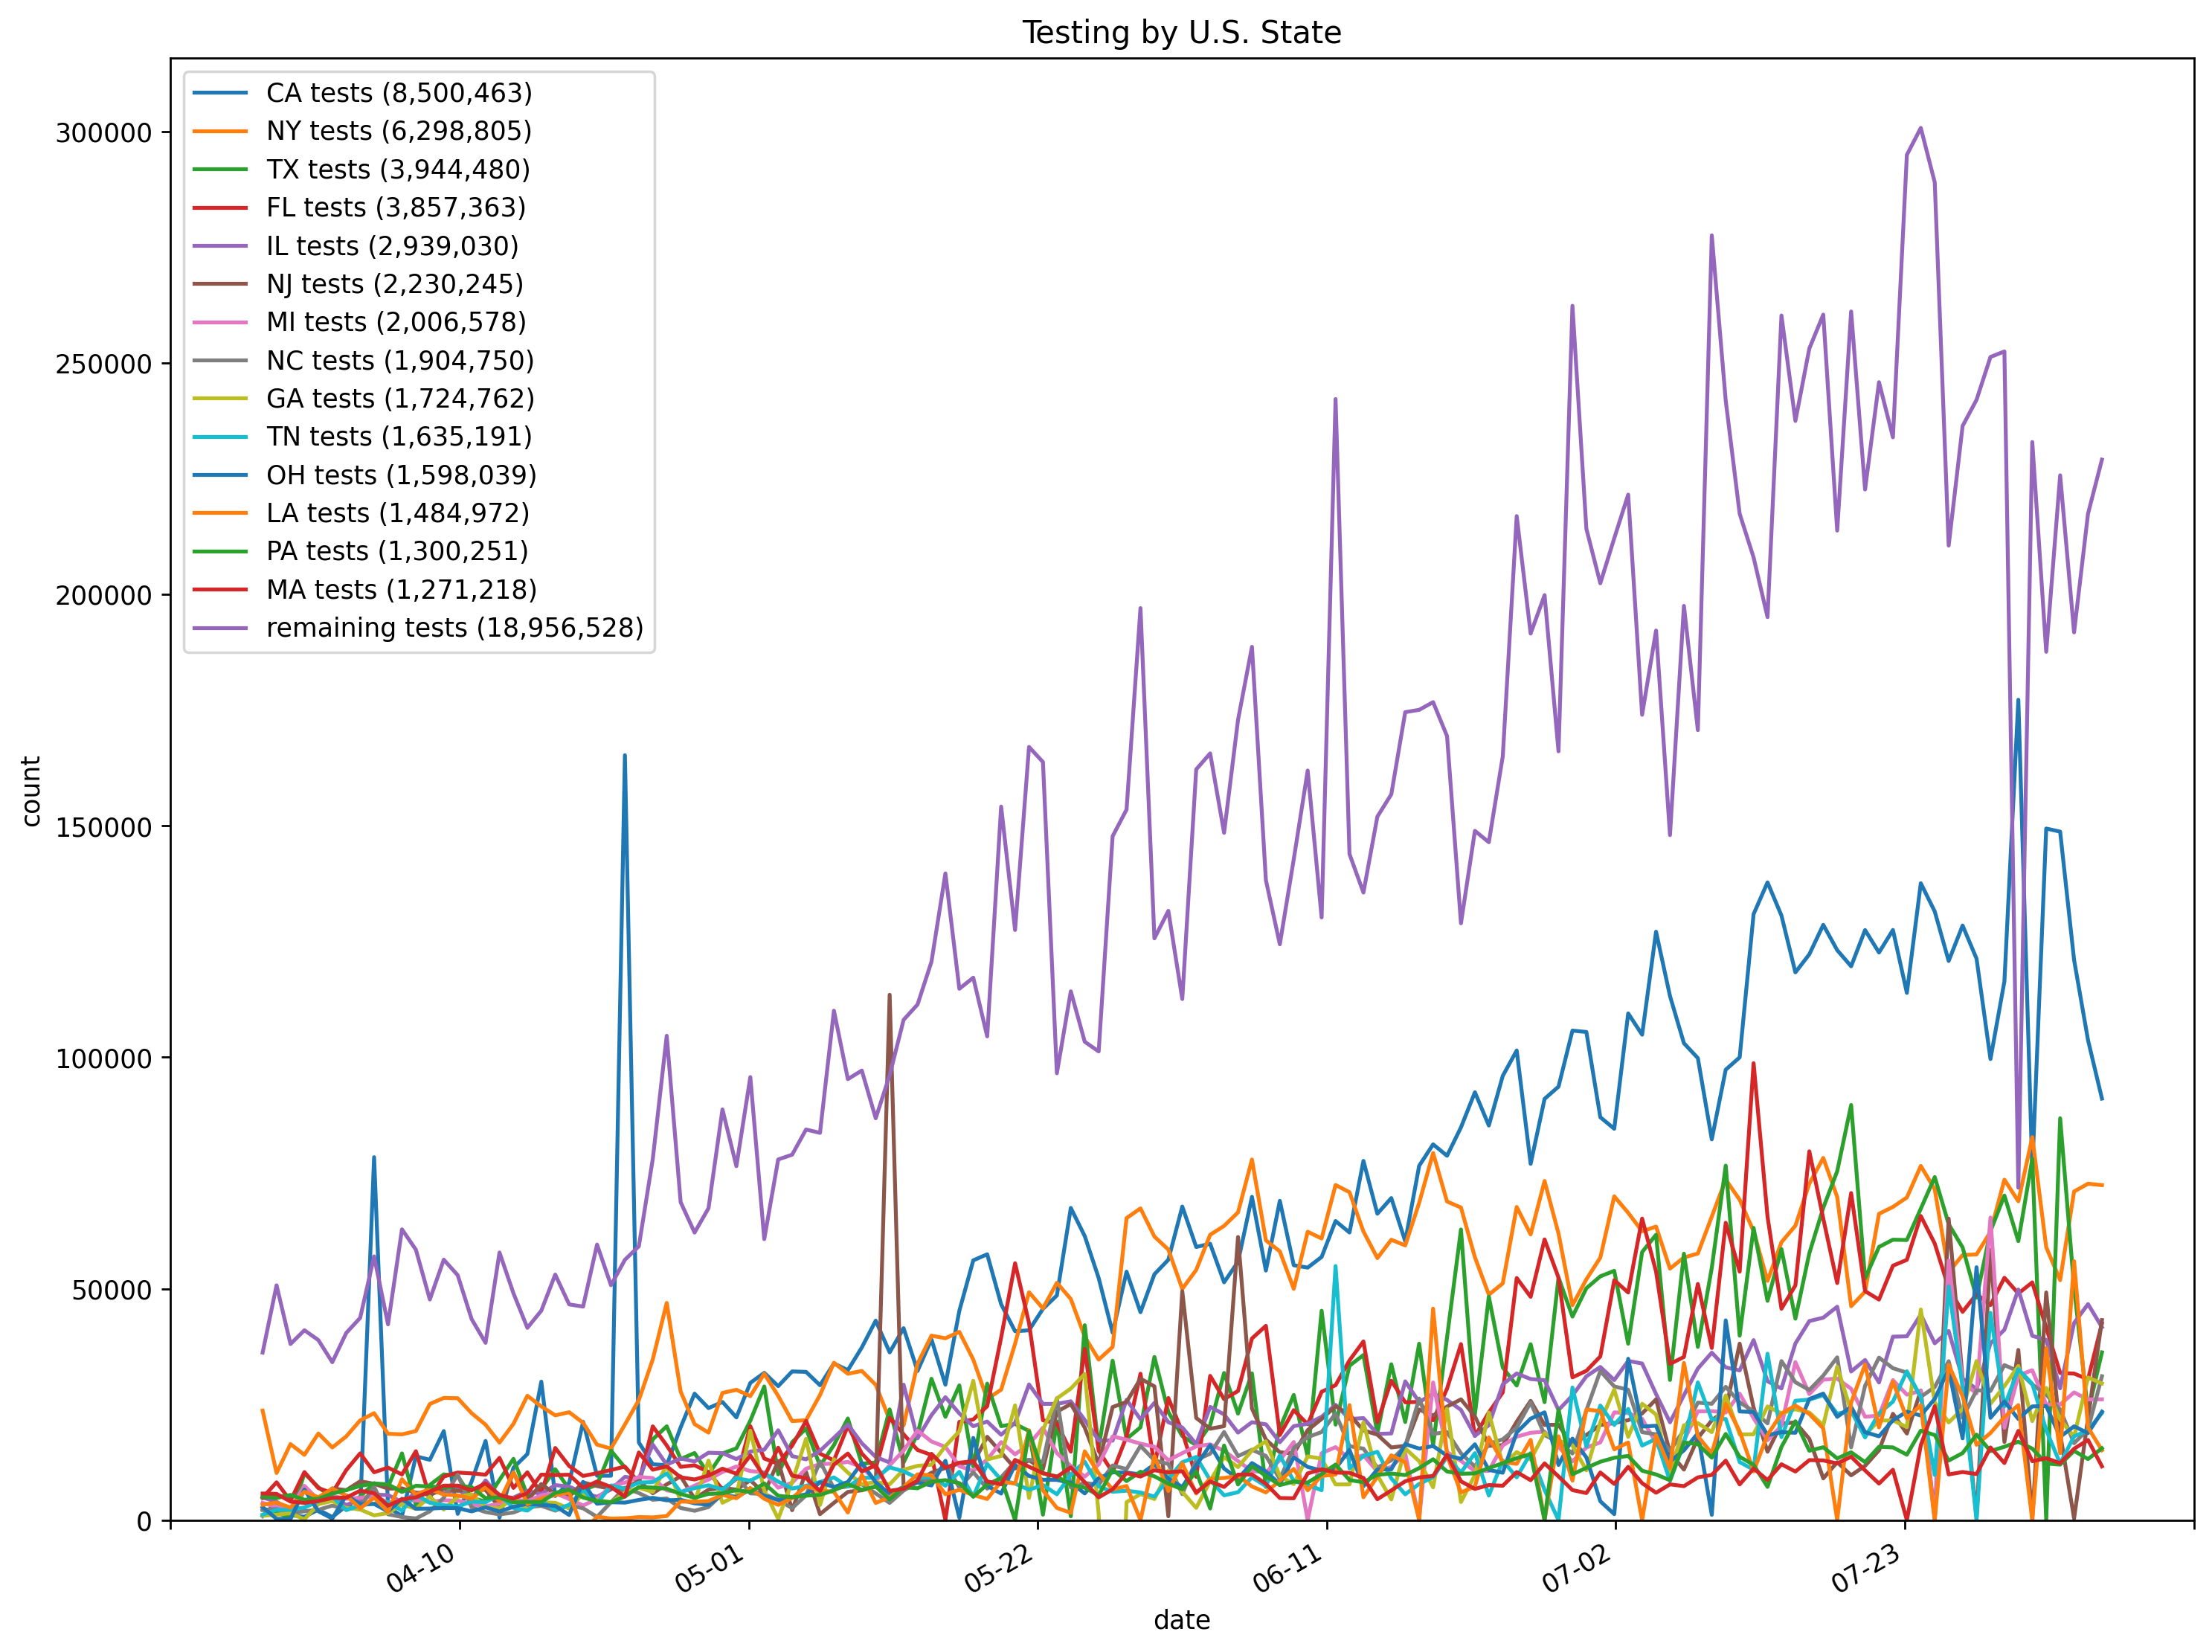 Testing by U.S. State
CA tests (8,500,463)
NY tests (6,298,805)
TX tests (3,944,480)
FL tests (3,857,363)
IL tests (2,939,030)
NJ tests (2,230,245)
MI tests (2,006,578)
NC tests (1,904,750)
GA tests (1,724,762)
TN tests (1,635,191)
OH tests (1,598,039)
LA tests (1,484,972)
PA tests (1,300,251)
MA tests (1,271,218)
remaining tests (18,956,528)
300000
250000
200000
150000
100000
50000
0
count
04-10
05-01
05-22
06-11
07-02
07-23
date